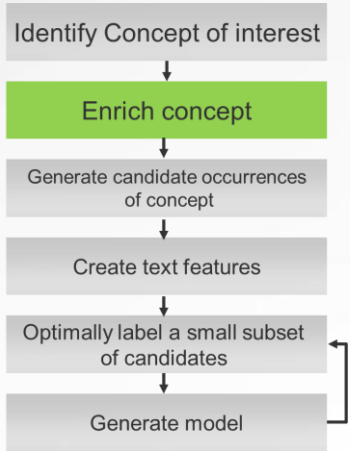 Identify Concept of interest
Enrich concept
Generate candidate occurrences
of concept
Create text features
Optimally label a small subset
of candidates
Generate model